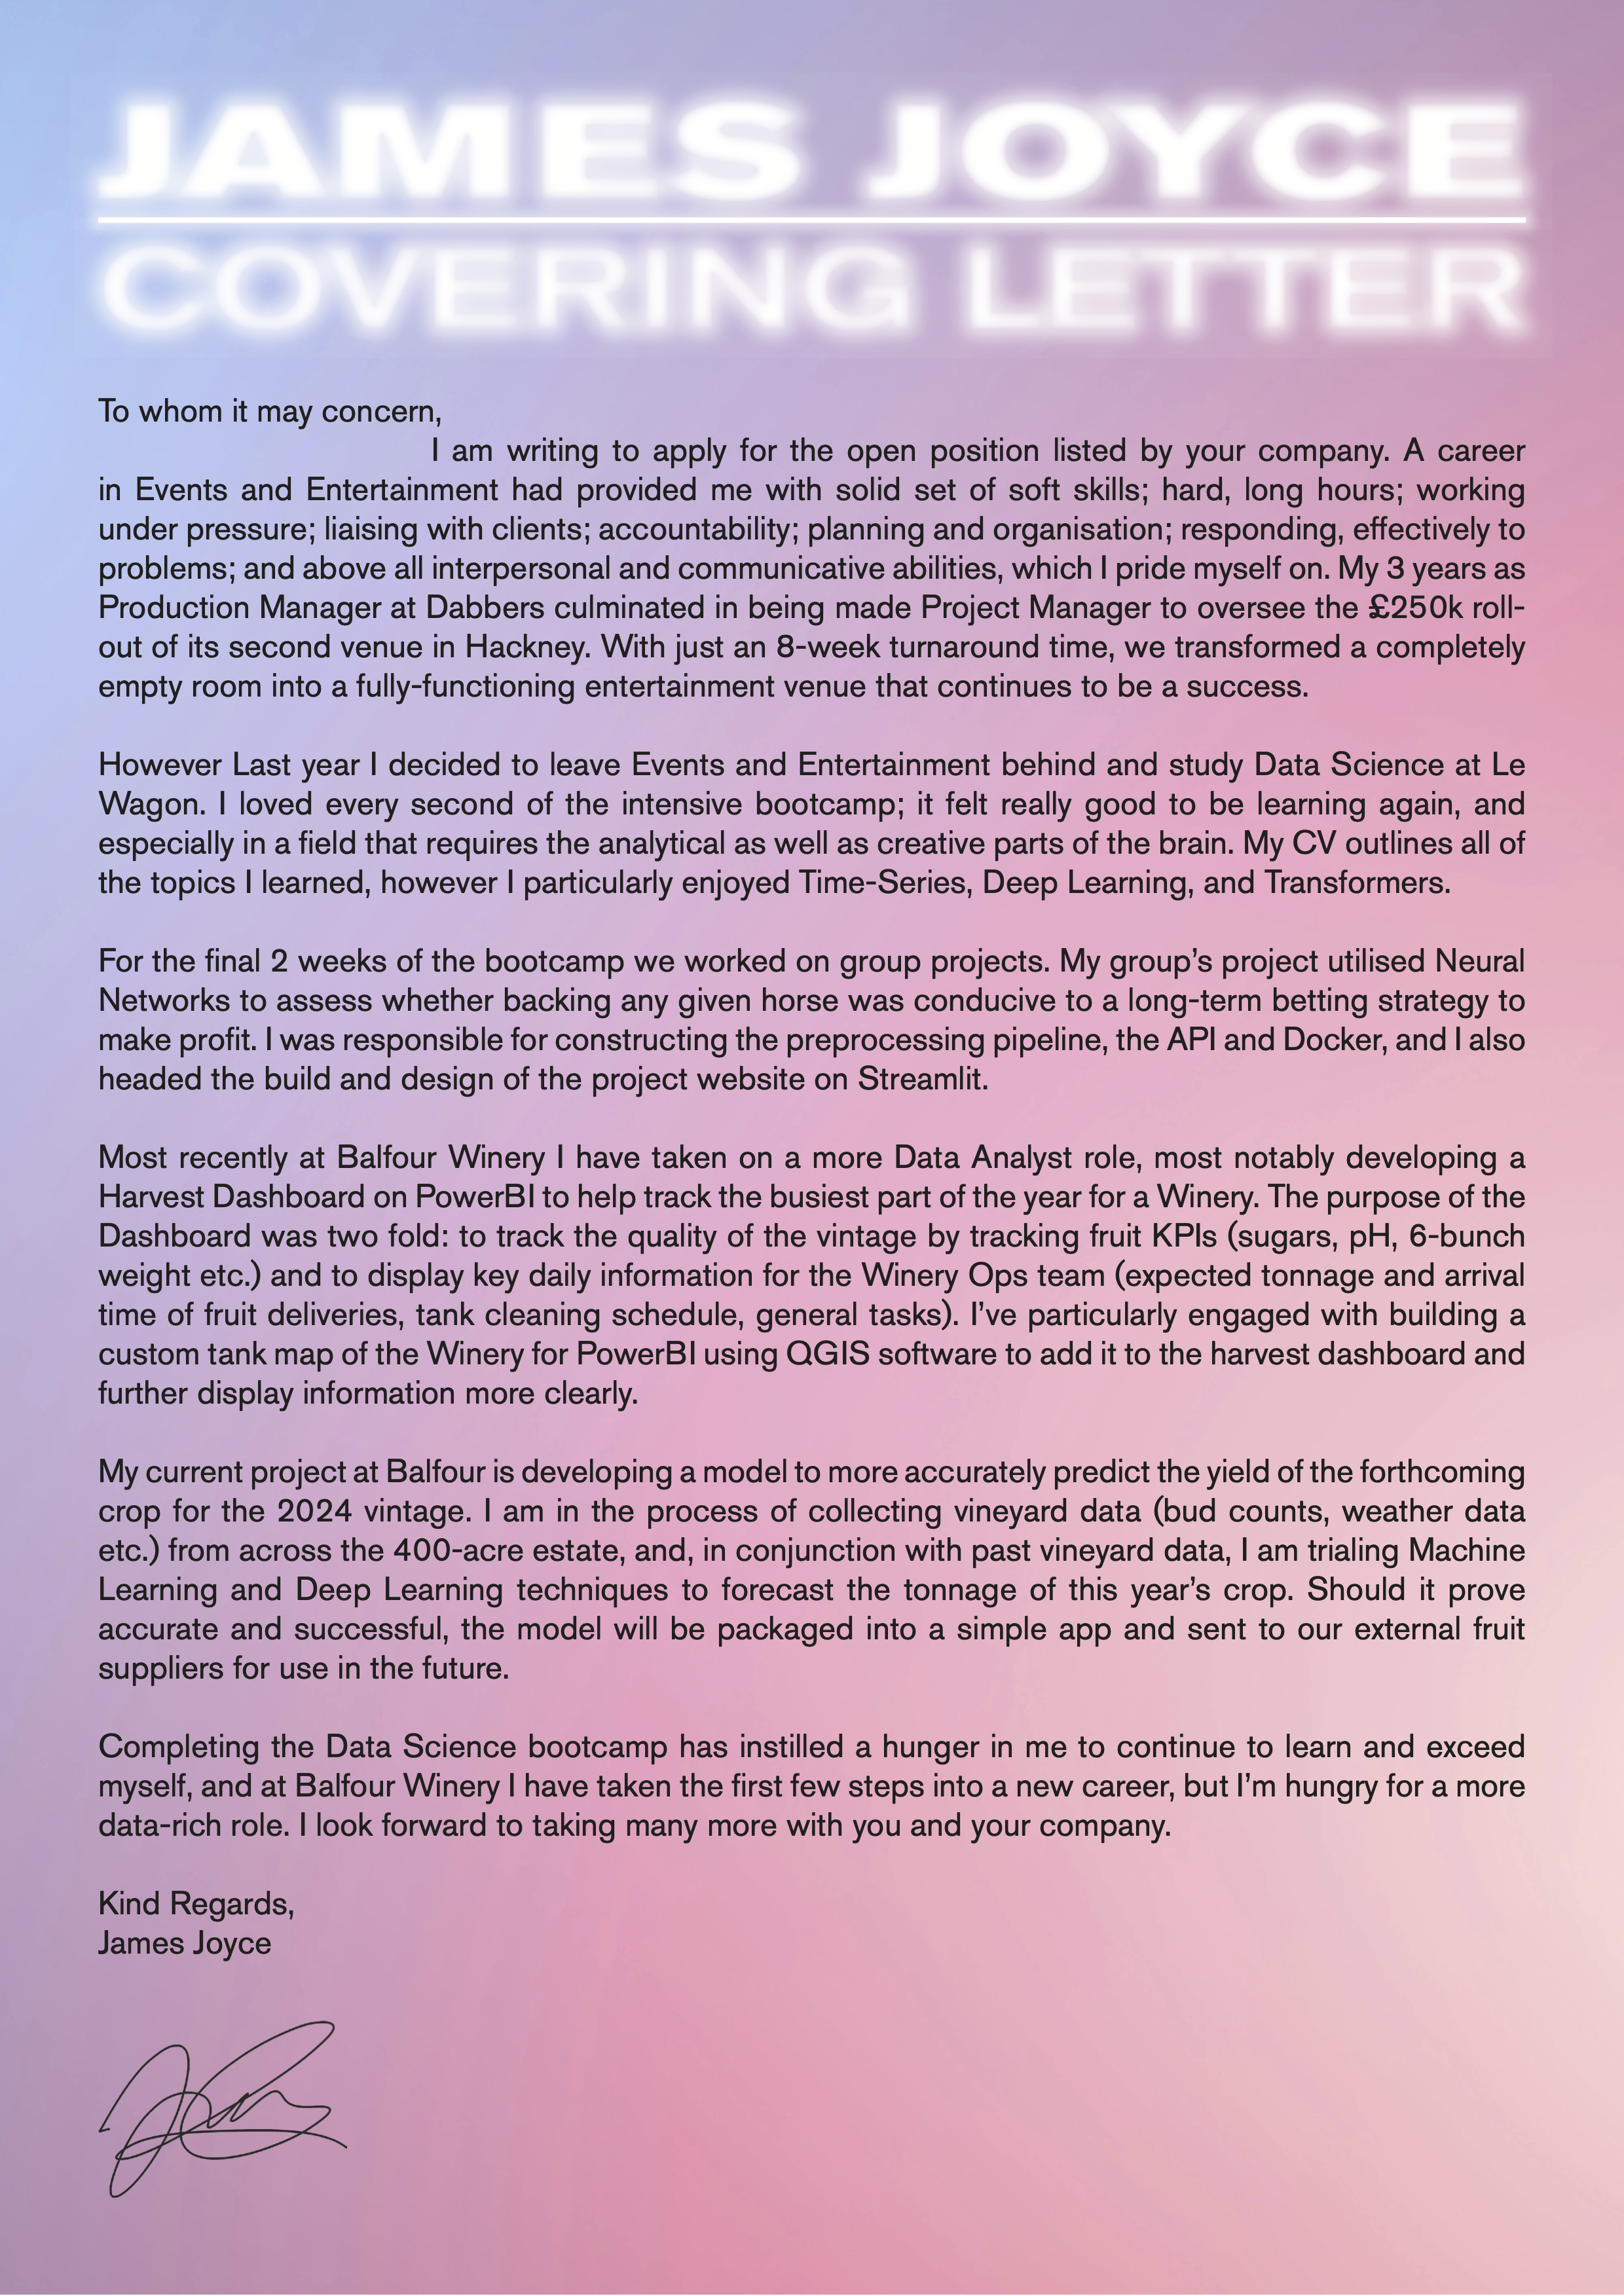 JAMES JOYCE
COVERING LETTER
To whom it may concern,
I am writing to apply for the open position listed by your company. A career
in Events and Entertainment had provided me with solid set of soft skills; hard, long hours; working
under pressure; liaising with clients; accountability; planning and organisation; responding, effectively to
problems; and above all interpersonal and communicative abilities, which I pride myself on. My 3 years as
Production Manager at Dabbers culminated in being made Project Manager to oversee the £250k roll-
out of its second venue in Hackney. With just an 8-week turnaround time, we transformed a completely
empty room into a fully-functioning entertainment venue that continues to be a success.
However Last year I decided to leave Events and Entertainment behind and study Data Science at Le
Wagon. I loved every second of the intensive bootcamp; it felt really good to be learning again, and
especially in a field that requires the analytical as well as creative parts of the brain. My CV outlines all of
the topics I learned, however I particularly enjoyed Time-Series, Deep Learning, and Transformers.
For the final 2 weeks of the bootcamp we worked on group projects. My group's project utilised Neural
Networks to assess whether backing any given horse was conducive to a long-term betting strategy to
make profit. I was responsible for constructing the preprocessing pipeline, the API and Docker, and I also
headed the build and design of the project website on Streamlit.
Most recently at Balfour Winery I have taken on a more Data Analyst role, most notably developing a
Harvest Dashboard on PowerBI to help track the busiest part of the year for a Winery. The purpose of the
Dashboard was two fold: to track the quality of the vintage by tracking fruit KPIs (sugars, pH, 6-bunch
weight etc.) and to display key daily information for the Winery Ops team (expected tonnage and arrival
time of fruit deliveries, tank cleaning schedule, general tasks). I've particularly engaged with building a
custom tank map of the Winery for PowerBI using QGIS software to add it to the harvest dashboard and
further display information more clearly.
My current project at Balfour is developing a model to more accurately predict the yield of the forthcoming
crop for the 2024 vintage. I am in the process of collecting vineyard data (bud counts, weather data
etc.) from across the 400-acre estate, and, in conjunction with past vineyard data, I am trialing Machine
Learning and Deep Learning techniques to forecast the tonnage of this year's crop. Should it prove
accurate and successful, the model will be packaged into a simple app and sent to our external fruit
suppliers for use in the future.
Completing the Data Science bootcamp has instilled a hunger in me to continue to learn and exceed
myself, and at Balfour Winery I have taken the first few steps into a new career, but I'm hungry for a more
data-rich role. I look forward to taking many more with you and your company.
Kind Regards,
James Joyce